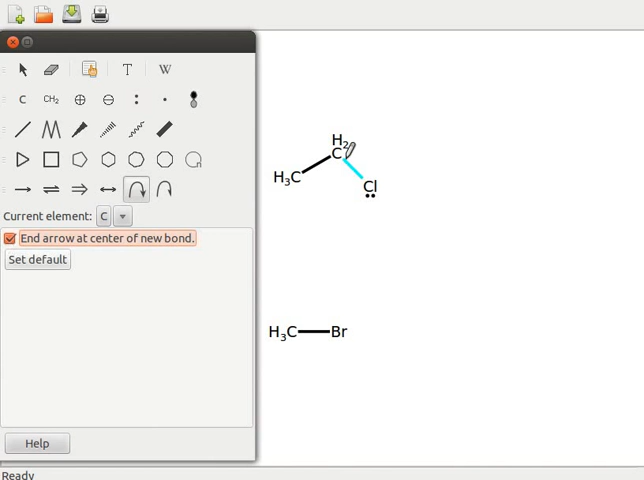 T W
C CH2
Current element: C
End arrow at center of new bond.
Set default
Help
Ready
H2
C
H3C
Cl
H3C Br